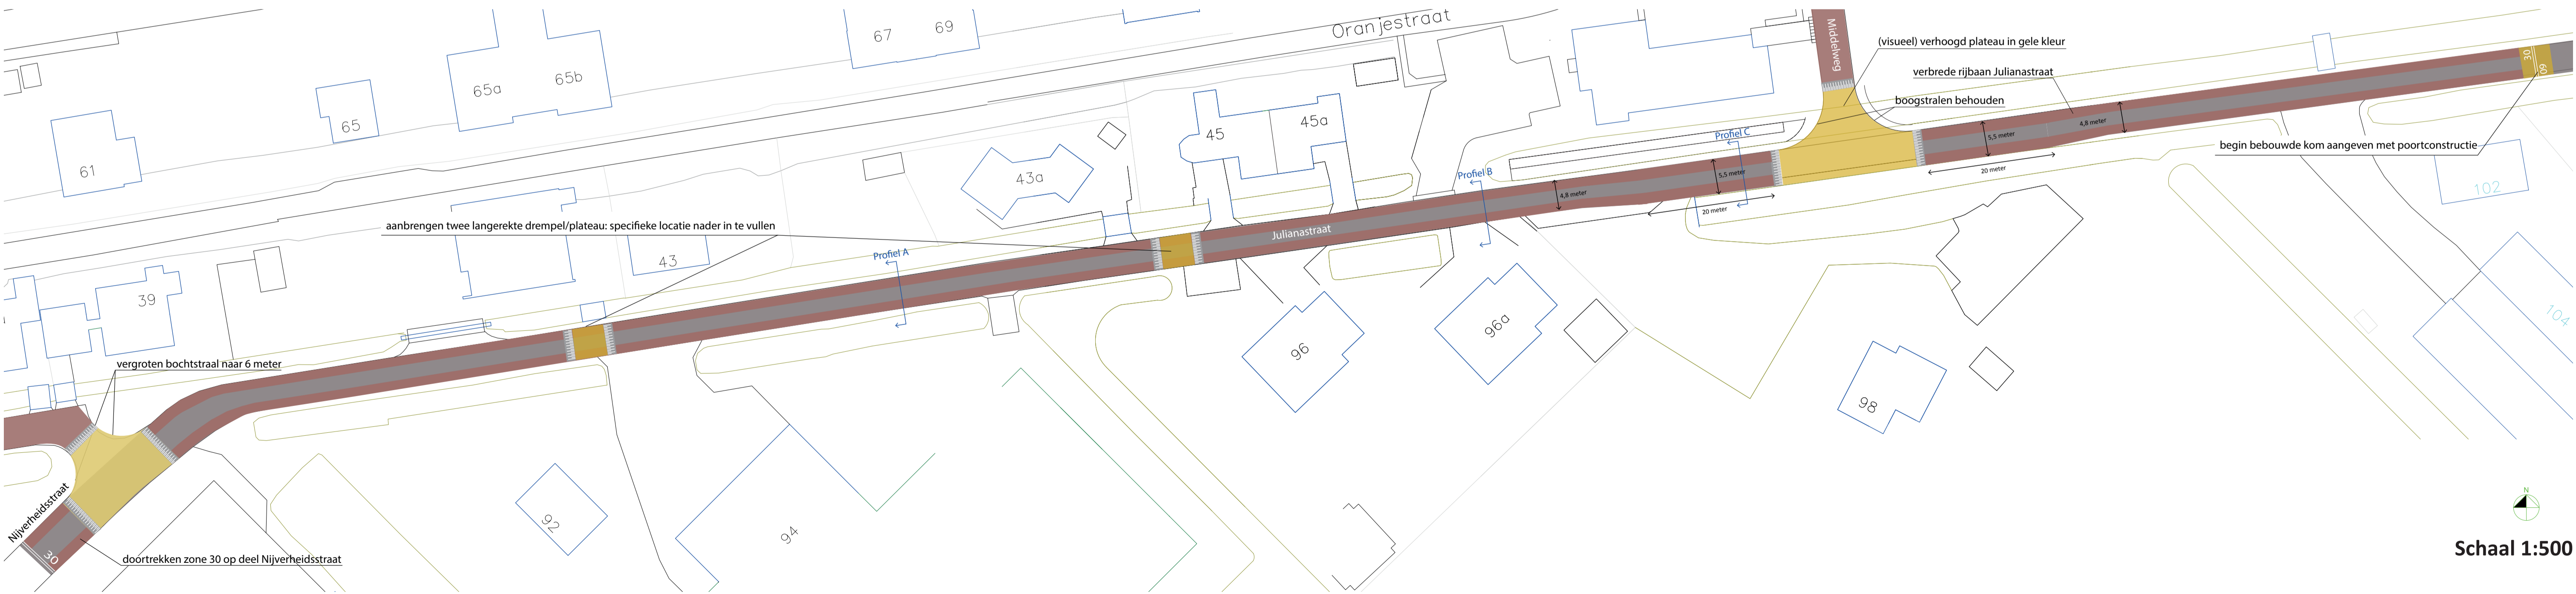 Oranjestraat
67
69
65a
65b
65
61
Middelweg
(visueel) verhoogd plateau in gele kleur
verbrede rijbaan Julianastraat
boogstralen behouden
30
60
begin bebouwde kom aangeven met poortconstructie
45
45a
43a
Profiel C
Profiel B
5,5 meter
4,8 meter
20 meter
4,8 meter
5,5 meter
20 meter
102
104
aanbrengen twee langerekte drempel/plateau: specifieke locatie nader in te vullen
Julianastraat
Profiel A
43
39
vergroten bochtstraal naar 6 meter
96
96a
98
92
94
Nijverheidsstraat
30
doortrekken zone 30 op deel Nijverheidsstraat
N
Schaal 1:500